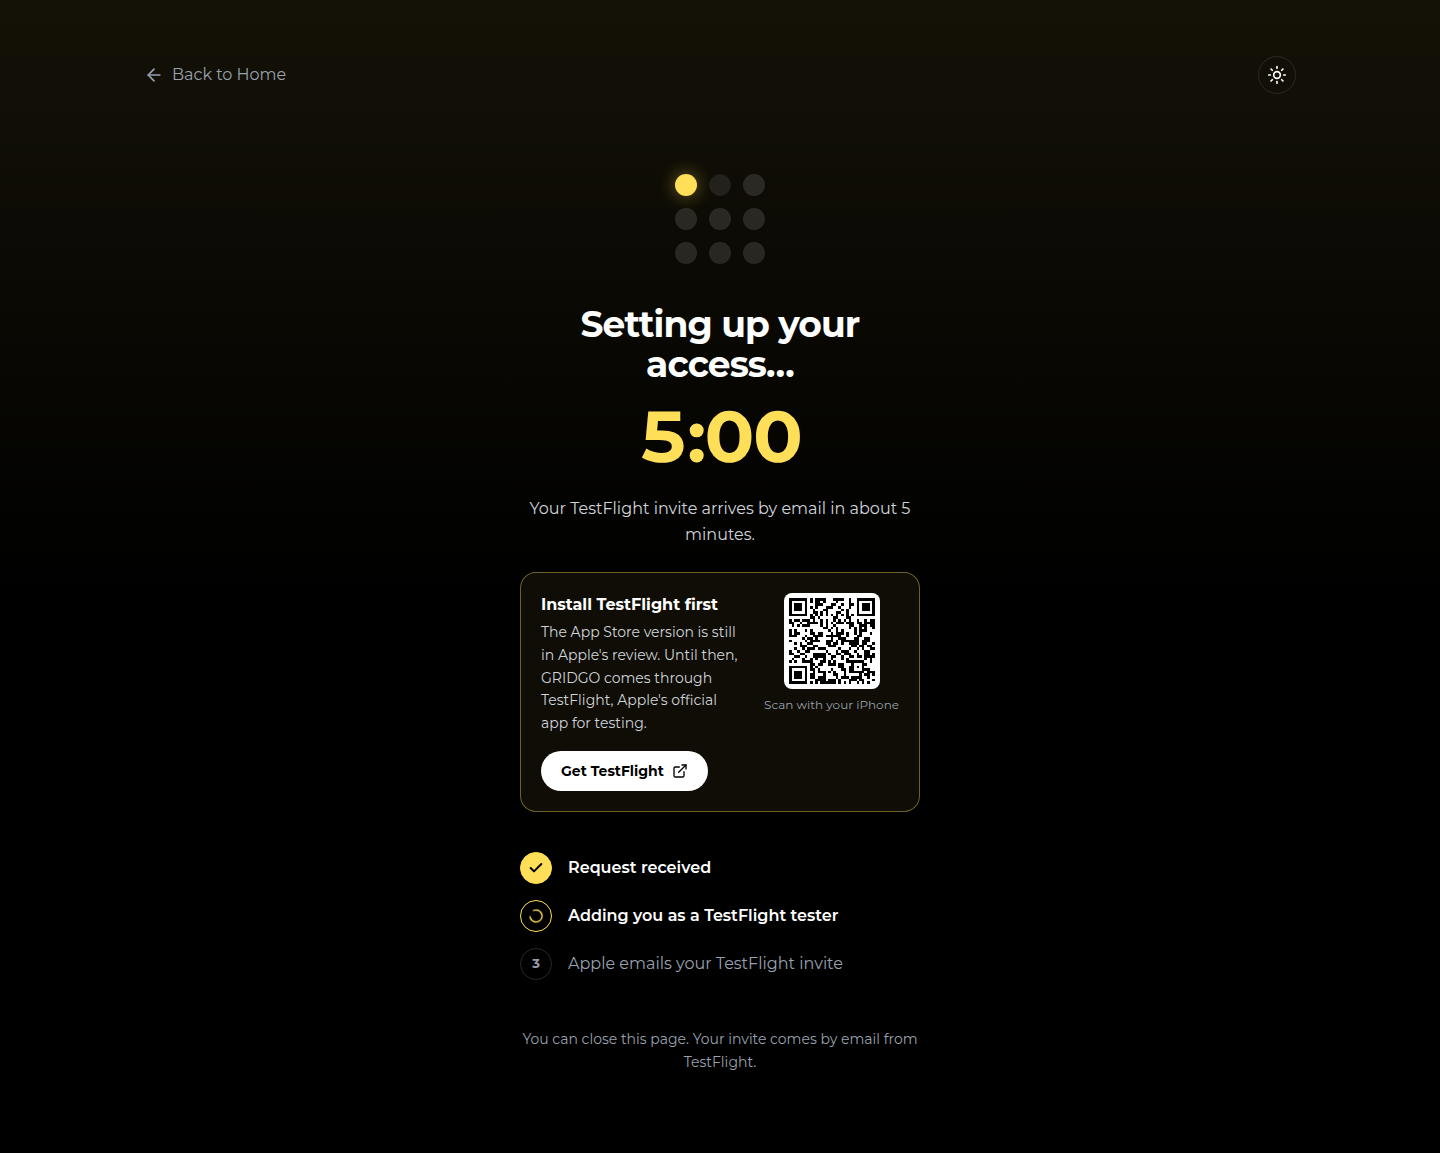 Back to Home
Setting up your
access...
5:00
Your TestFlight invite arrives by email in about 5
minutes.
Install TestFlight first
The App Store version is still
in Apple's review. Until then,
GRIDGO comes through
TestFlight, Apple's official
app for testing.
Scan with your iPhone
Get TestFlight
Request received
Adding you as a TestFlight tester
3 Apple emails your TestFlight invite
You can close this page. Your invite comes by email from
TestFlight.